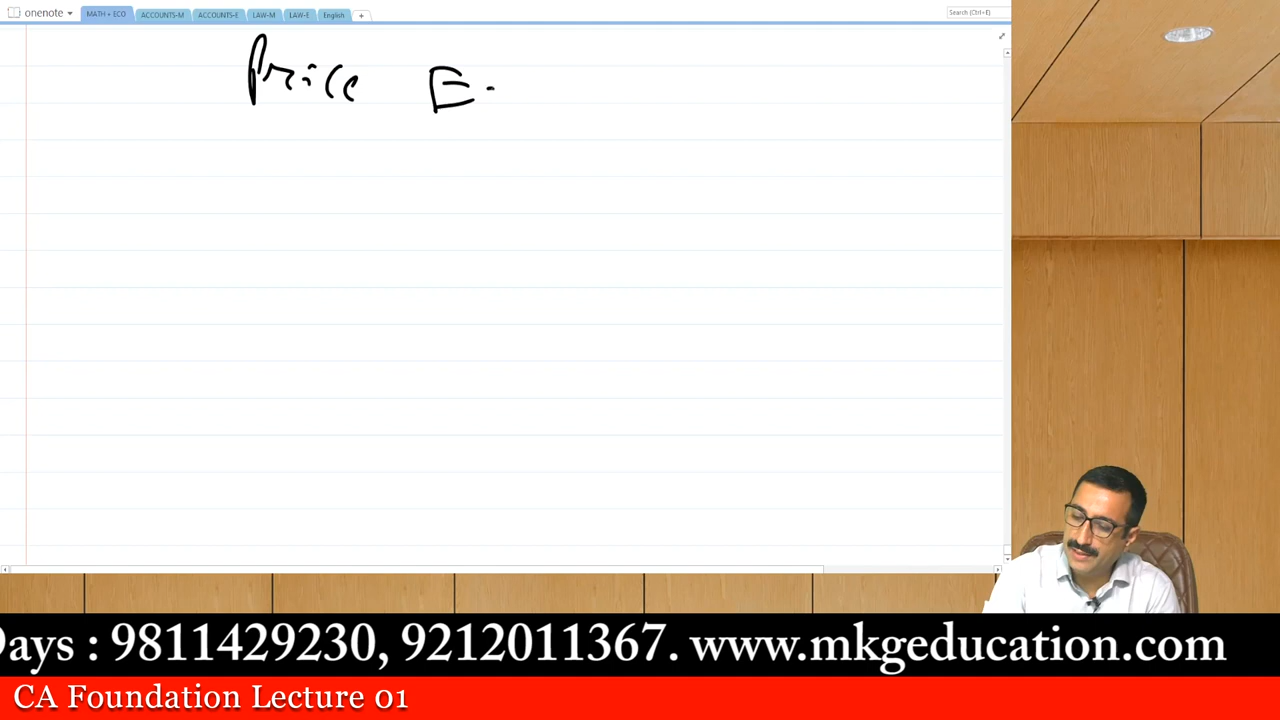 onenote MATH + ECO ACCOUNTS-M ACCOUNTS-E LAW-M LAW-E English + Search (Ctrl+E)
Price E.
Days : 9811429230, 9212011367. www.mkgeducation.com
CA Foundation Lecture 01